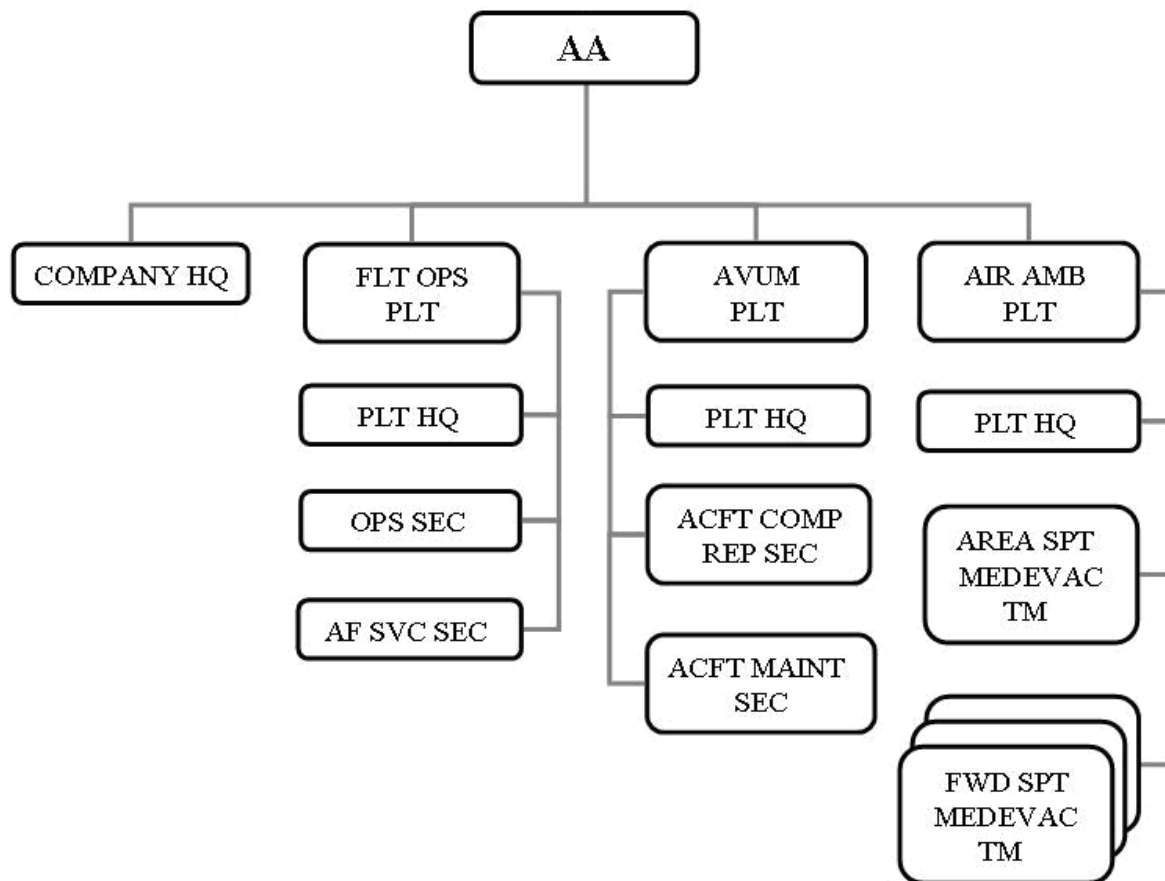 AA
COMPANY HQ
FLT OPS
PLT
PLT HQ
OPS SEC
AF SVC SEC
AVUM
PLT
PLT HQ
ACFT COMP
REP SEC
ACFT MAINT
SEC
AIR AMB
PLT
PLT HQ
AREA SPT
MEDEVAC
TM
FWD SPT
MEDEVAC
TM